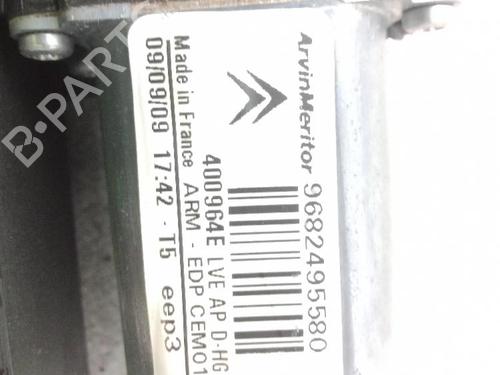 ArvinMeritor 9682495580
400964E LVE AP D-HG
Made in France ARM - EDP CEM01
09/09/09 17:42 - T5 eep3
B-PARTS